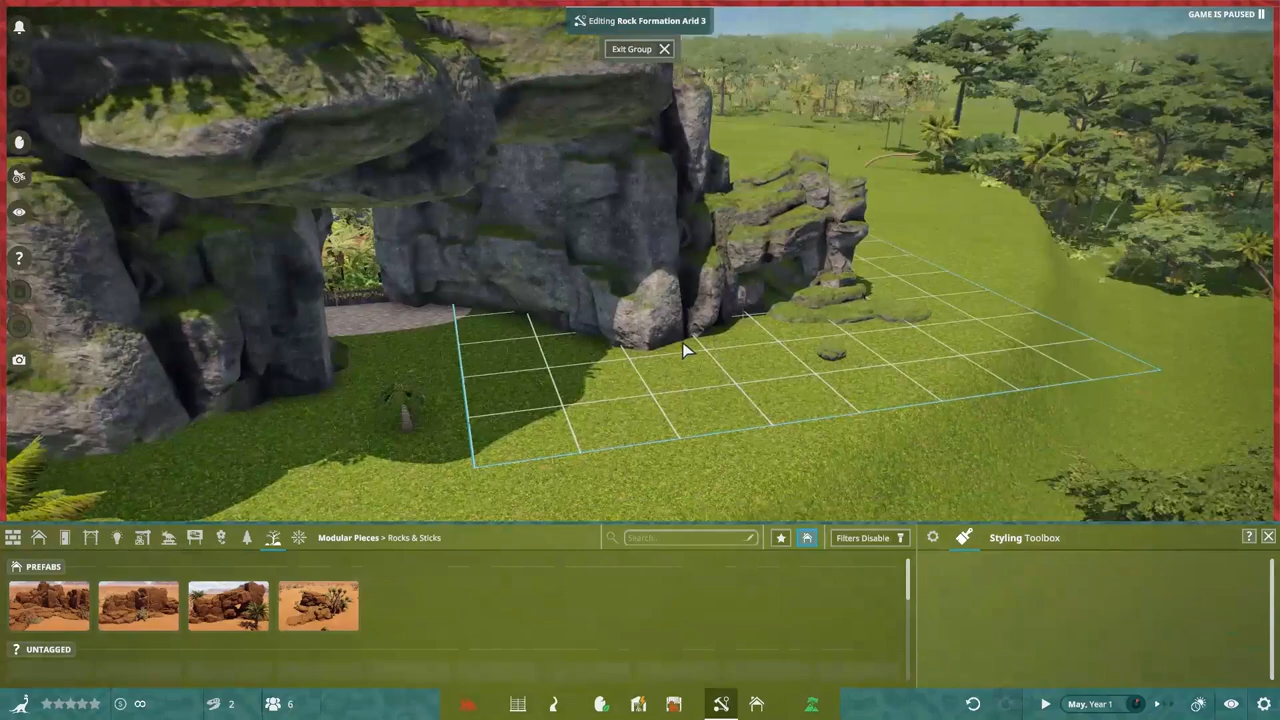 Editing Rock Formation Arid 3
GAME IS PAUSED
Exit Group
?
Modular Pieces > Rocks & Sticks
Search...
Filters Disable
Styling Toolbox
?
PREFABS
? UNTAGGED
$ ∞
2
6
May, Year 1